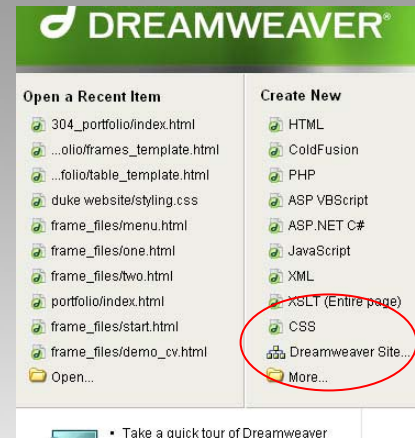 DREAMWEAVER®
Open a Recent Item
304_portfolio/index.html
...olio/frames_template.html
...folio/table_template.html
duke website/styling.css
frame_files/menu.html
frame_files/one.html
frame_files/two.html
portfolio/index.html
frame_files/start.html
frame_files/demo_cv.html
Open...
Create New
HTML
ColdFusion
PHP
ASP VBScript
ASP.NET C#
JavaScript
XML
XSLT (Entire page)
CSS
Dreamweaver Site...
More...
• Take a quick tour of Dreamweaver